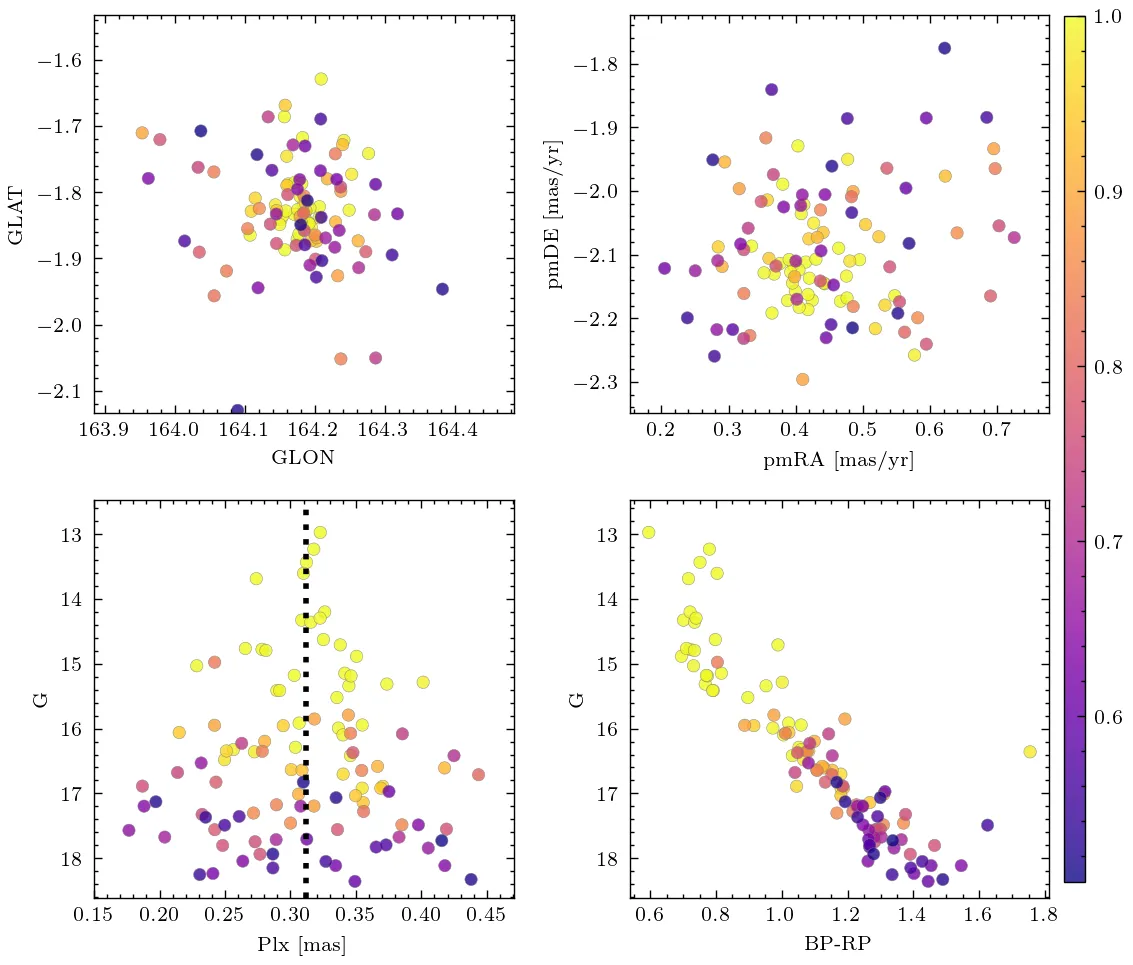 −1.6
−1.7
−1.8
−1.9
−2.0
−2.1
GLAT
163.9 164.0 164.1 164.2 164.3 164.4
GLON
−1.8
−1.9
−2.0
−2.1
−2.2
−2.3
pmDE [mas/yr]
0.2 0.3 0.4 0.5 0.6 0.7
pmRA [mas/yr]
13
14
15
16
17
18
G
0.15 0.20 0.25 0.30 0.35 0.40 0.45
Plx [mas]
13
14
15
16
17
18
G
0.6 0.8 1.0 1.2 1.4 1.6 1.8
BP-RP
1.0
0.9
0.8
0.7
0.6